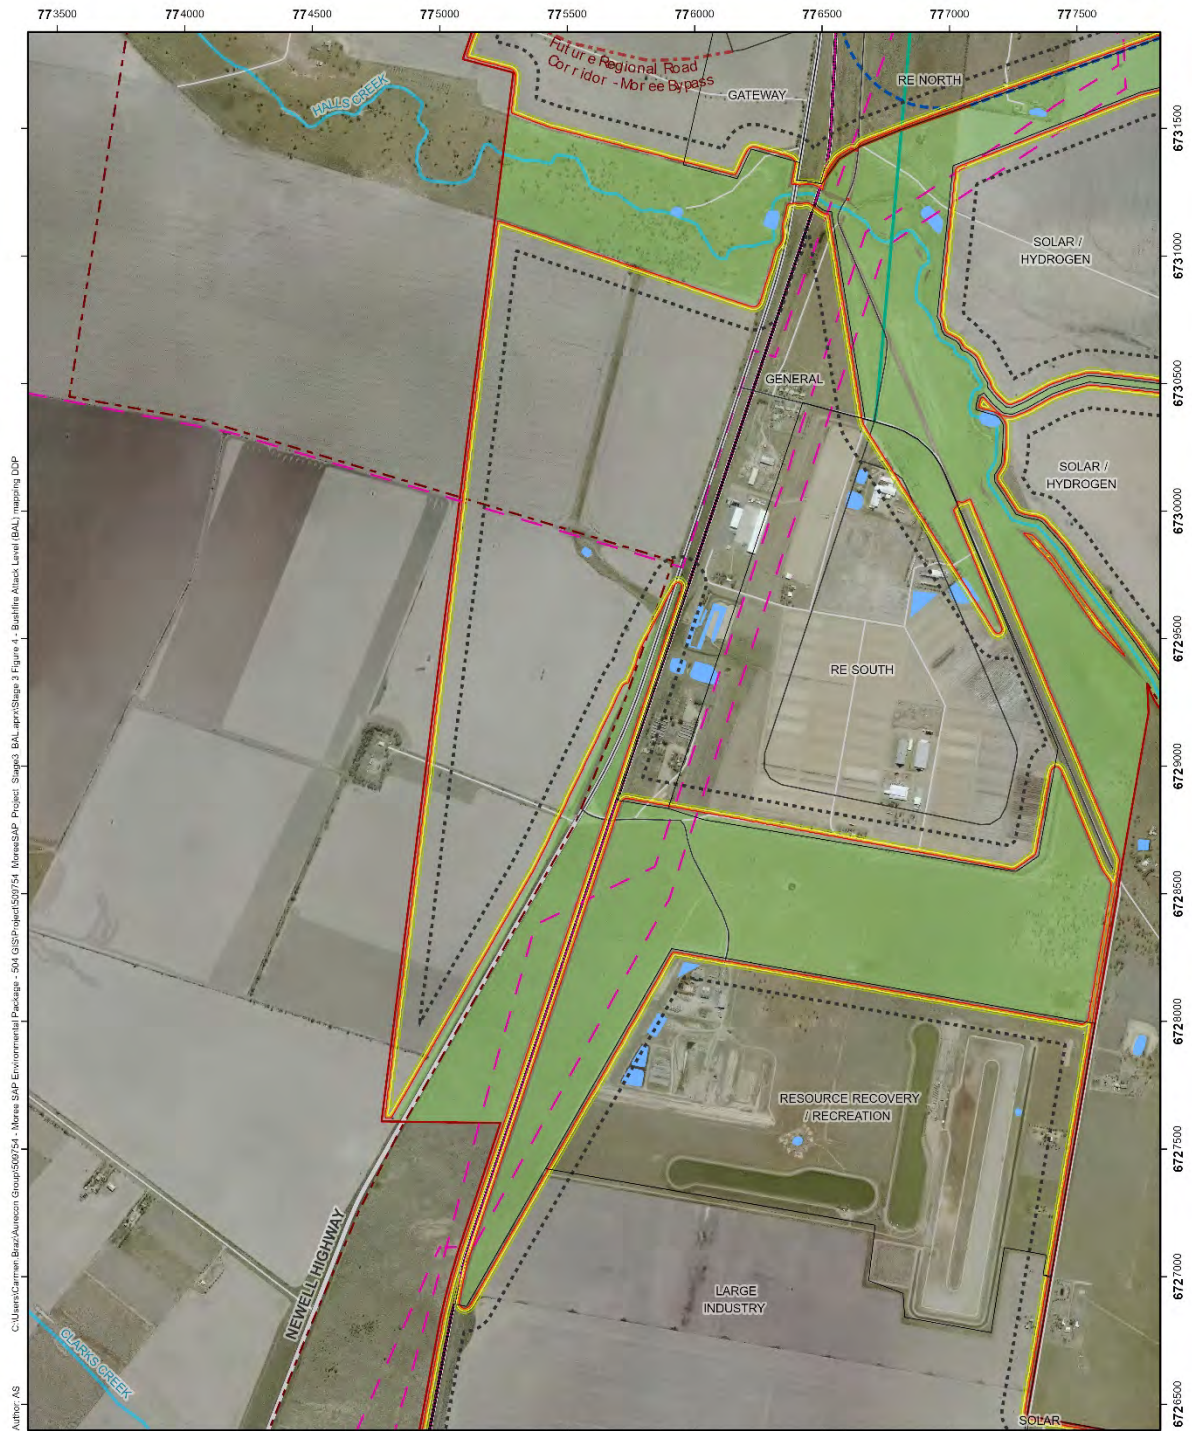 773500 774000 774500 775000 775500 776000 776500 777000 777500
Future Regional Road
Corridor - Moree Bypass
GATEWAY
RE NORTH
HALLS CREEK
SOLAR /
HYDROGEN
GENERAL
SOLAR /
HYDROGEN
RE SOUTH
RESOURCE RECOVERY
/ RECREATION
LARGE
INDUSTRY
NEWELL HIGHWAY
CLARKS CREEK
SOLAR
6731500
6731000
6730500
6730000
6729500
6729000
6728500
6728000
6727500
6727000
6726500
Author: AS
C:\Users\Carmen.Braz\Aurecon Group\509754 - Moree SAP Environmental Package - 504 GIS\Project\509754_MoreeSAP_Project_Stage3_BAL.aprx\Stage 3 Figure 4 - Bushfire Attack Level (BAL) mapping DDP